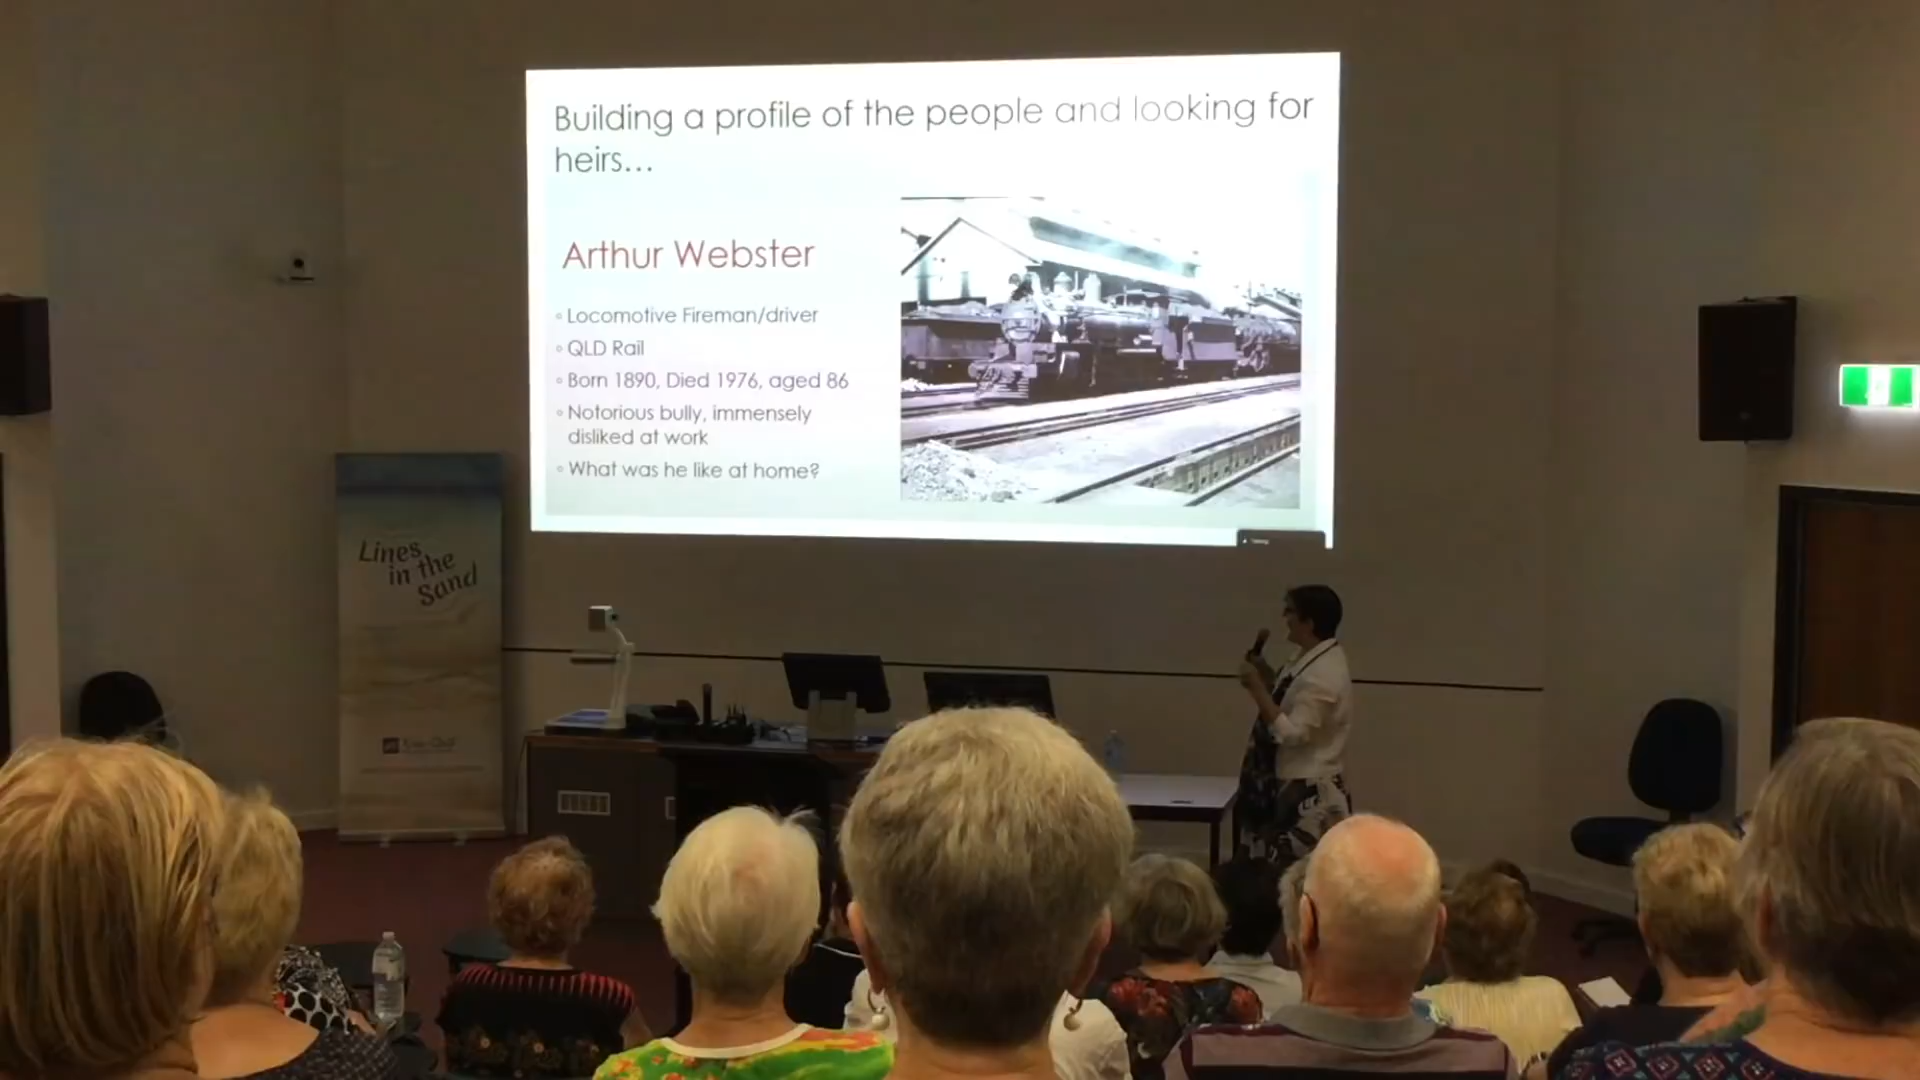 Building a profile of the people and looking for
heirs...
Arthur Webster
◦ Locomotive Fireman/driver
◦ QLD Rail
◦ Born 1890, Died 1976, aged 86
◦ Notorious bully, immensely
disliked at work
◦ What was he like at home?
Lines
in the
Sand